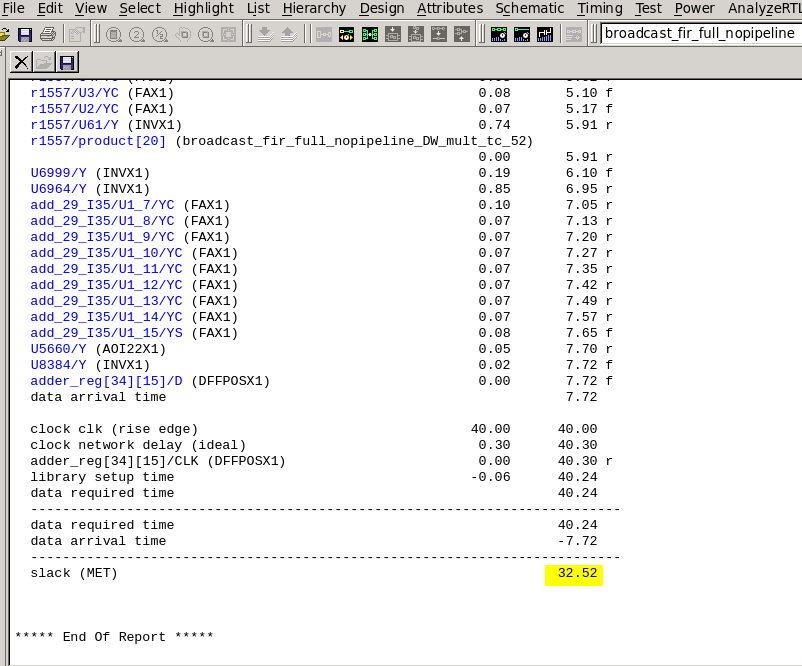 File Edit View Select Highlight List Hierarchy Design Attributes Schematic Timing Test Power AnalyzeRTL
broadcast_fir_full_nopipeline
r1557/U3/YC (FAX1) 0.08 5.10 f
r1557/U2/YC (FAX1) 0.07 5.17 f
r1557/U61/Y (INVX1) 0.74 5.91 r
r1557/product[20] (broadcast_fir_full_nopipeline_DW_mult_tc_52)
0.00 5.91 r
U6999/Y (INVX1) 0.19 6.10 f
U6964/Y (INVX1) 0.85 6.95 r
add_29_I35/U1_7/YC (FAX1) 0.10 7.05 r
add_29_I35/U1_8/YC (FAX1) 0.07 7.13 r
add_29_I35/U1_9/YC (FAX1) 0.07 7.20 r
add_29_I35/U1_10/YC (FAX1) 0.07 7.27 r
add_29_I35/U1_11/YC (FAX1) 0.07 7.35 r
add_29_I35/U1_12/YC (FAX1) 0.07 7.42 r
add_29_I35/U1_13/YC (FAX1) 0.07 7.49 r
add_29_I35/U1_14/YC (FAX1) 0.07 7.57 r
add_29_I35/U1_15/YS (FAX1) 0.08 7.65 f
U5660/Y (AOI22X1) 0.05 7.70 r
U8384/Y (INVX1) 0.02 7.72 f
adder_reg[34][15]/D (DFFPOSX1) 0.00 7.72 f
data arrival time 7.72
clock clk (rise edge) 40.00 40.00
clock network delay (ideal) 0.30 40.30
adder_reg[34][15]/CLK (DFFPOSX1) 0.00 40.30 r
library setup time -0.06 40.24
data required time 40.24
--------------------------------------------------------------------------
data required time 40.24
data arrival time -7.72
--------------------------------------------------------------------------
slack (MET) 32.52
***** End Of Report *****